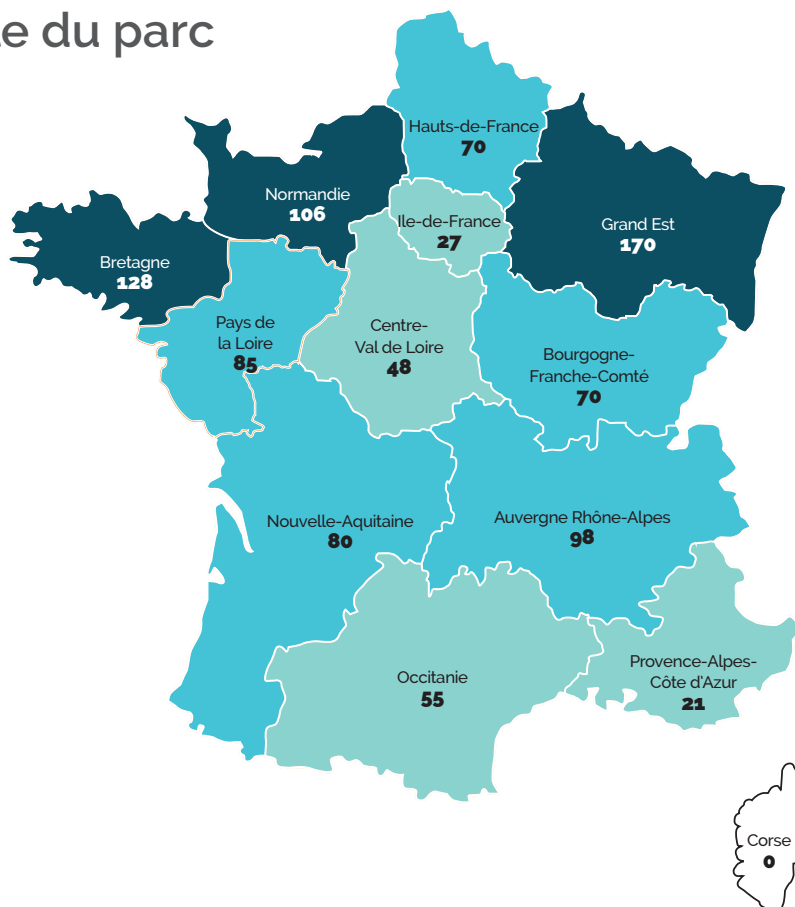 e du parc
Hauts-de-France
70
Normandie
106
Ile-de-France
27
Grand Est
170
Bretagne
128
Pays de
la Loire
85
Centre-
Val de Loire
48
Bourgogne-
Franche-Comté
70
Nouvelle-Aquitaine
80
Auvergne Rhône-Alpes
98
Occitanie
55
Provence-Alpes-
Côte d'Azur
21
Corse
0